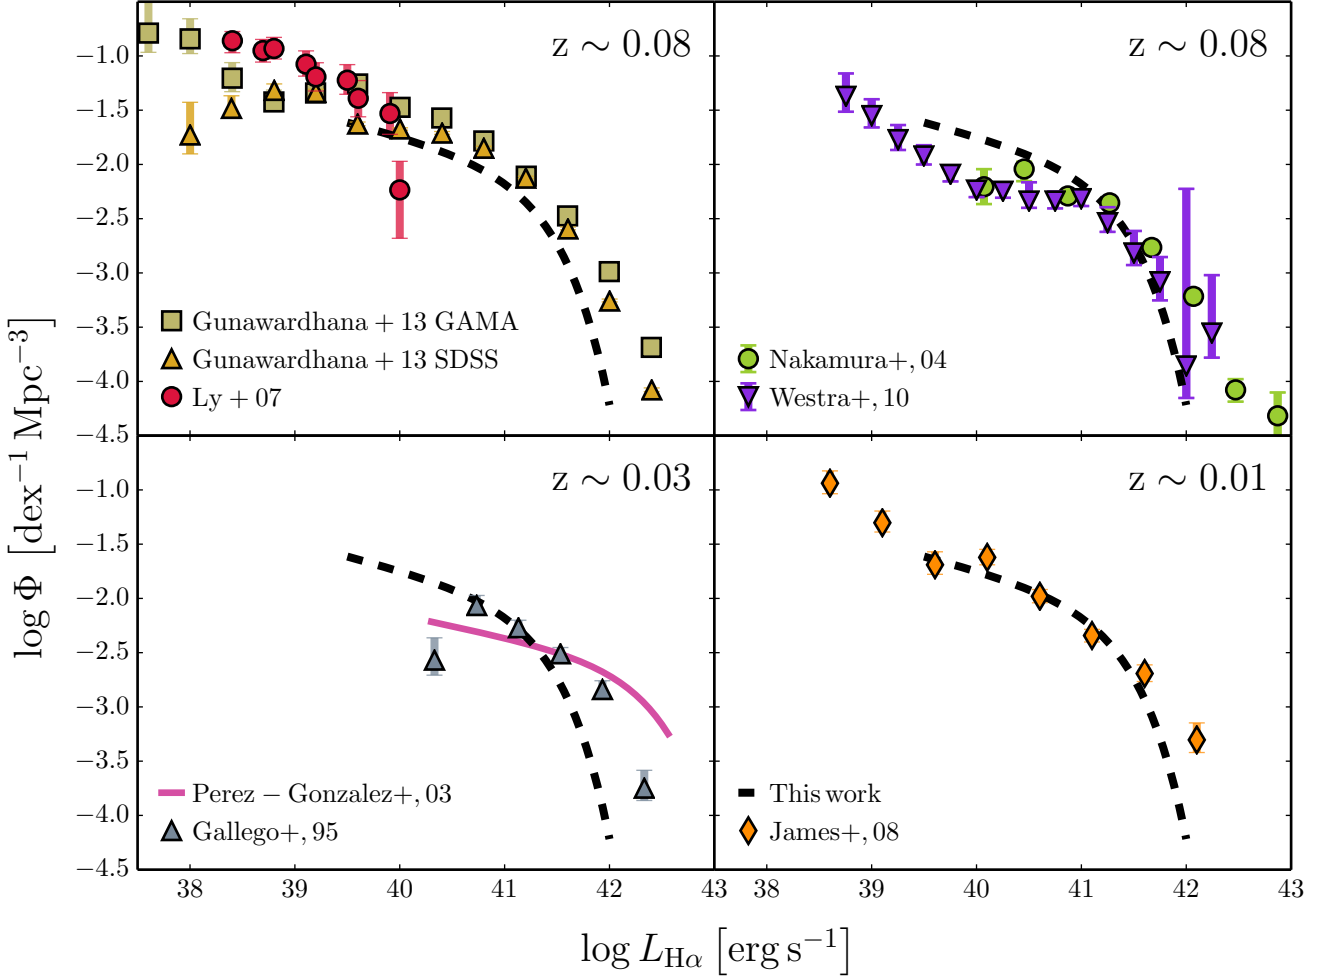 z ∼ 0.08
z ∼ 0.08
−1.0
−1.5
−2.0
−2.5
−3.0
−3.5
−4.0
−4.5
Gunawardhana + 13 GAMA
Gunawardhana + 13 SDSS
Ly + 07
Nakamura+, 04
Westra+, 10
log Φ [dex⁻¹ Mpc⁻³]
z ∼ 0.03
z ∼ 0.01
−1.0
−1.5
−2.0
−2.5
−3.0
−3.5
−4.0
−4.5
Perez − Gonzalez+, 03
Gallego+, 95
This work
James+, 08
38 39 40 41 42 43
38 39 40 41 42 43
log L_Hα [erg s⁻¹]